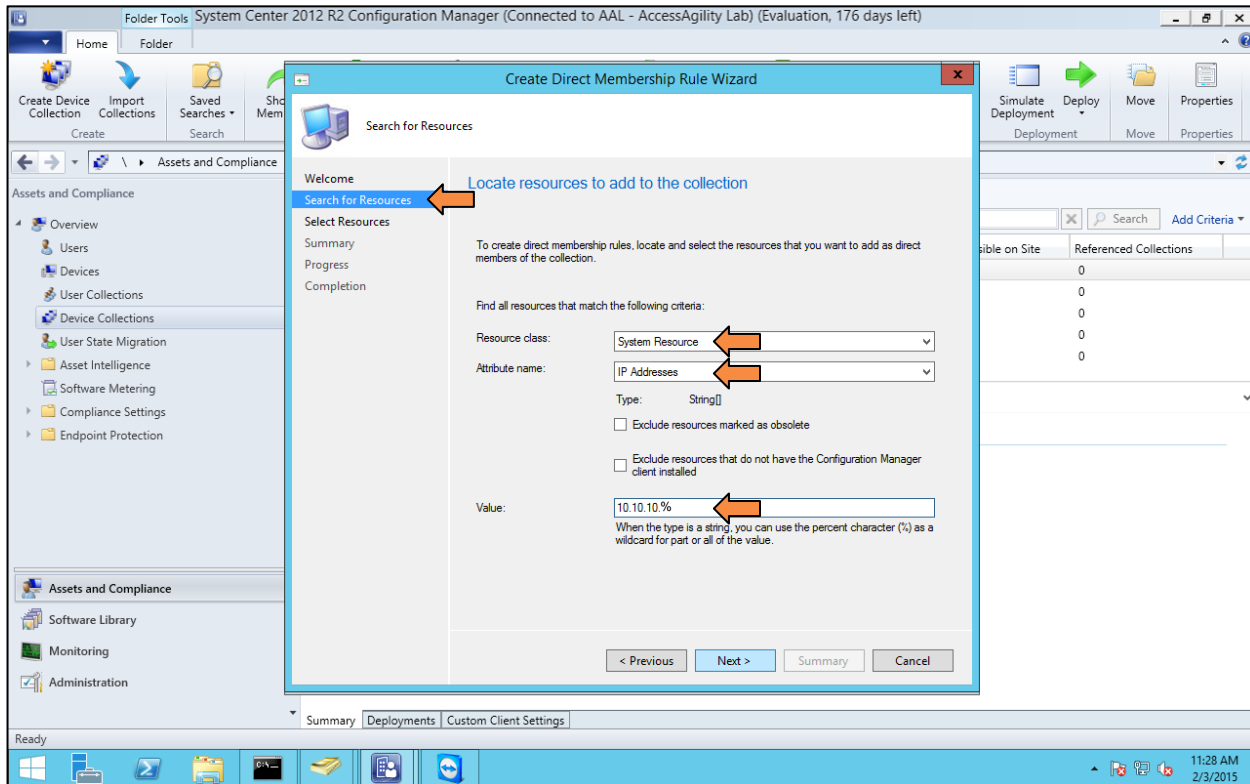 Folder Tools System Center 2012 R2 Configuration Manager (Connected to AAL - AccessAgility Lab) (Evaluation, 176 days left)
Home Folder
Create Device Collection
Import Collections
Saved Searches
Create
Search
Simulate Deployment
Deploy
Move
Properties
Deployment
Move
Properties
\ Assets and Compliance
Assets and Compliance
Overview
Users
Devices
User Collections
Device Collections
User State Migration
Asset Intelligence
Software Metering
Compliance Settings
Endpoint Protection
Search
Add Criteria
on Site
Referenced Collections
0
0
0
0
0
Create Direct Membership Rule Wizard
x
Search for Resources
Welcome
Search for Resources
Select Resources
Summary
Progress
Completion
Locate resources to add to the collection
To create direct membership rules, locate and select the resources that you want to add as direct
members of the collection.
Find all resources that match the following criteria:
Resource class:
System Resource
Attribute name:
IP Addresses
Type: String[]
Exclude resources marked as obsolete
Exclude resources that do not have the Configuration Manager
client installed
Value:
10.10.10.%
When the type is a string, you can use the percent character (%) as a
wildcard for part or all of the value.
< Previous
Next >
Summary
Cancel
Assets and Compliance
Software Library
Monitoring
Administration
Summary Deployments Custom Client Settings
Ready
11:28 AM
2/3/2015